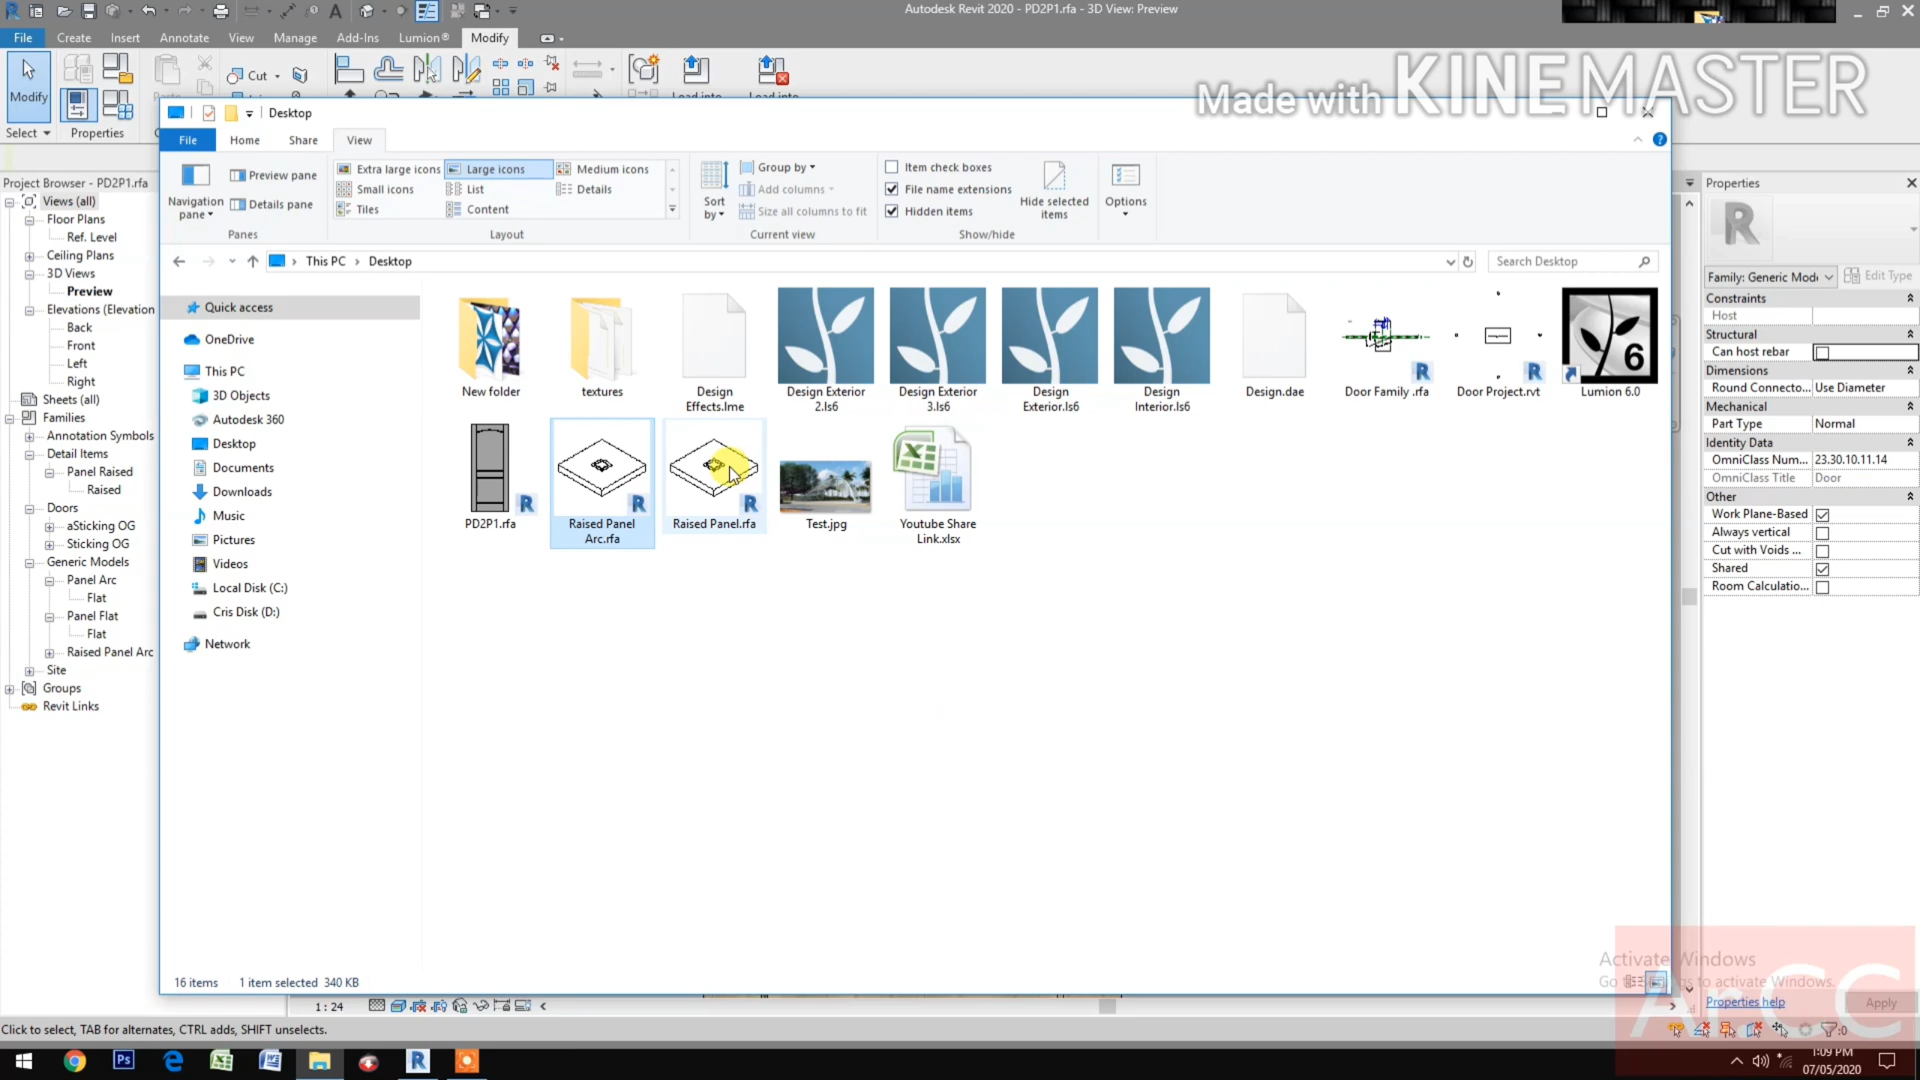 Autodesk Revit 2020 - PD2P1.rfa - 3D View: Preview
File Create Insert Annotate View Manage Add-Ins Lumion® Modify
Made with KINEMASTER
Modify
Cut
Select Properties
Desktop
File Home Share View
Navigation pane
Preview pane
Details pane
Panes
Extra large icons Large icons Medium icons
Small icons List Details
Tiles Content
Layout
Sort by
Group by
Add columns
Size all columns to fit
Current view
Item check boxes
File name extensions
Hidden items
Hide selected items
Show/hide
Options
This PC Desktop
Search Desktop
Quick access
OneDrive
This PC
3D Objects
Autodesk 360
Desktop
Documents
Downloads
Music
Pictures
Videos
Local Disk (C:)
Cris Disk (D:)
Network
New folder
textures
Design Effects.lme
Design Exterior 2.ls6
Design Exterior 3.ls6
Design Exterior.ls6
Design Interior.ls6
Design.dae
Door Family .rfa
Door Project.rvt
6
Lumion 6.0
PD2P1.rfa
Raised Panel Arc.rfa
Raised Panel.rfa
Test.jpg
Youtube Share Link.xlsx
16 items 1 item selected 340 KB
Project Browser - PD2P1.rfa
Views (all)
Floor Plans
Ref. Level
Ceiling Plans
3D Views
Preview
Elevations (Elevation
Back
Front
Left
Right
Sheets (all)
Families
Annotation Symbols
Detail Items
Panel Raised
Raised
Doors
aSticking OG
Sticking OG
Generic Models
Panel Arc
Flat
Panel Flat
Flat
Raised Panel Arc
Site
Groups
Revit Links
Properties
Family: Generic Mode
Edit Type
Constraints
Host
Structural
Can host rebar
Dimensions
Round Connecto... Use Diameter
Mechanical
Part Type Normal
Identity Data
OmniClass Num... 23.30.10.11.14
OmniClass Title Door
Other
Work Plane-Based
Always vertical
Cut with Voids ...
Shared
Room Calculatio...
Activate Windows
Properties help
Apply
ArCC
1 : 24
Click to select, TAB for alternates, CTRL adds, SHIFT unselects.
:0
1:09 PM
07/05/2020